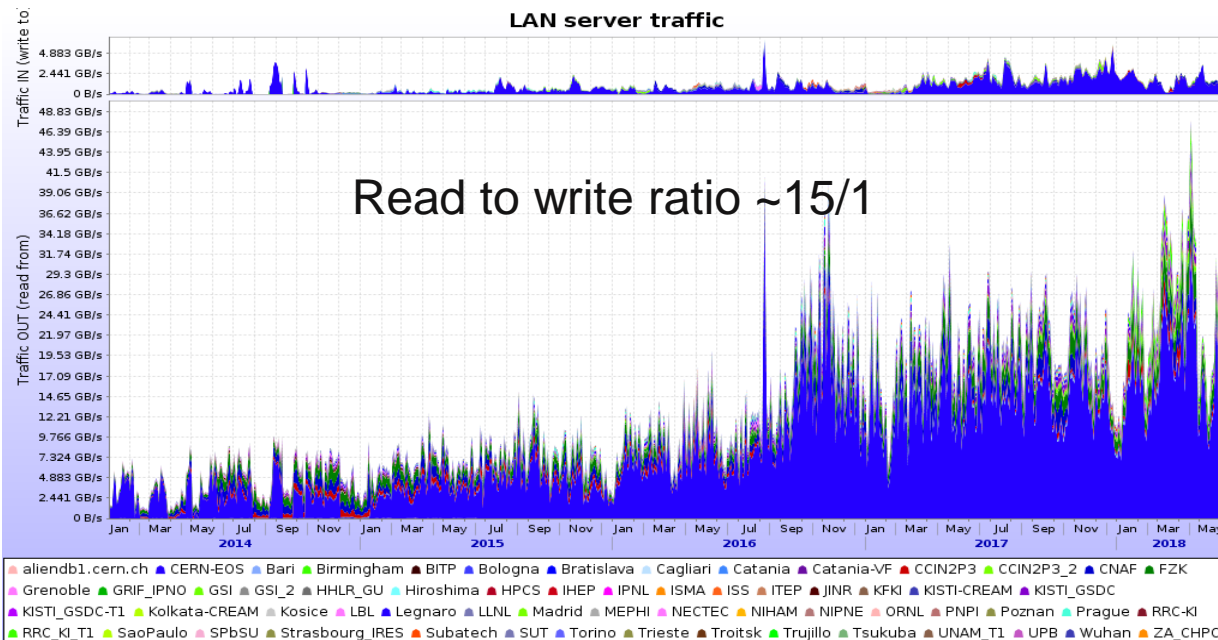 LAN server traffic
Traffic IN (write to)
4.883 GB/s
2.441 GB/s
0 B/s
Traffic OUT (read from)
48.83 GB/s
46.39 GB/s
43.95 GB/s
41.5 GB/s
39.06 GB/s
36.62 GB/s
34.18 GB/s
31.74 GB/s
29.3 GB/s
26.86 GB/s
24.41 GB/s
21.97 GB/s
19.53 GB/s
17.09 GB/s
14.65 GB/s
12.21 GB/s
9.766 GB/s
7.324 GB/s
4.883 GB/s
2.441 GB/s
0 B/s
Read to write ratio ~15/1
Jan Mar May Jul Sep Nov Jan Mar May Jul Sep Nov Jan Mar May Jul Sep Nov Jan Mar May Jul Sep Nov Jan Mar May
2014 2015 2016 2017 2018
aliendb1.cern.ch CERN-EOS Bari Birmingham BITP Bologna Bratislava Cagliari Catania Catania-VF CCIN2P3 CCIN2P3_2 CNAF FZK
Grenoble GRIF_IPNO GSI GSI_2 HHLR_GU Hiroshima HPCS IHEP IPNL ISMA ISS ITEP JINR KFKI KISTI-CREAM KISTI_GSDC
KISTI_GSDC-T1 Kolkata-CREAM Kosice LBL Legnaro LLNL Madrid MEPHI NECTEC NIHAM NIPNE ORNL PNPI Poznan Prague RRC-KI
RRC_KI_T1 SaoPaulo SPbSU Strasbourg_IRES Subatech SUT Torino Trieste Troitsk Trujillo Tsukuba UNAM_T1 UPB Wuhan ZA_CHPC